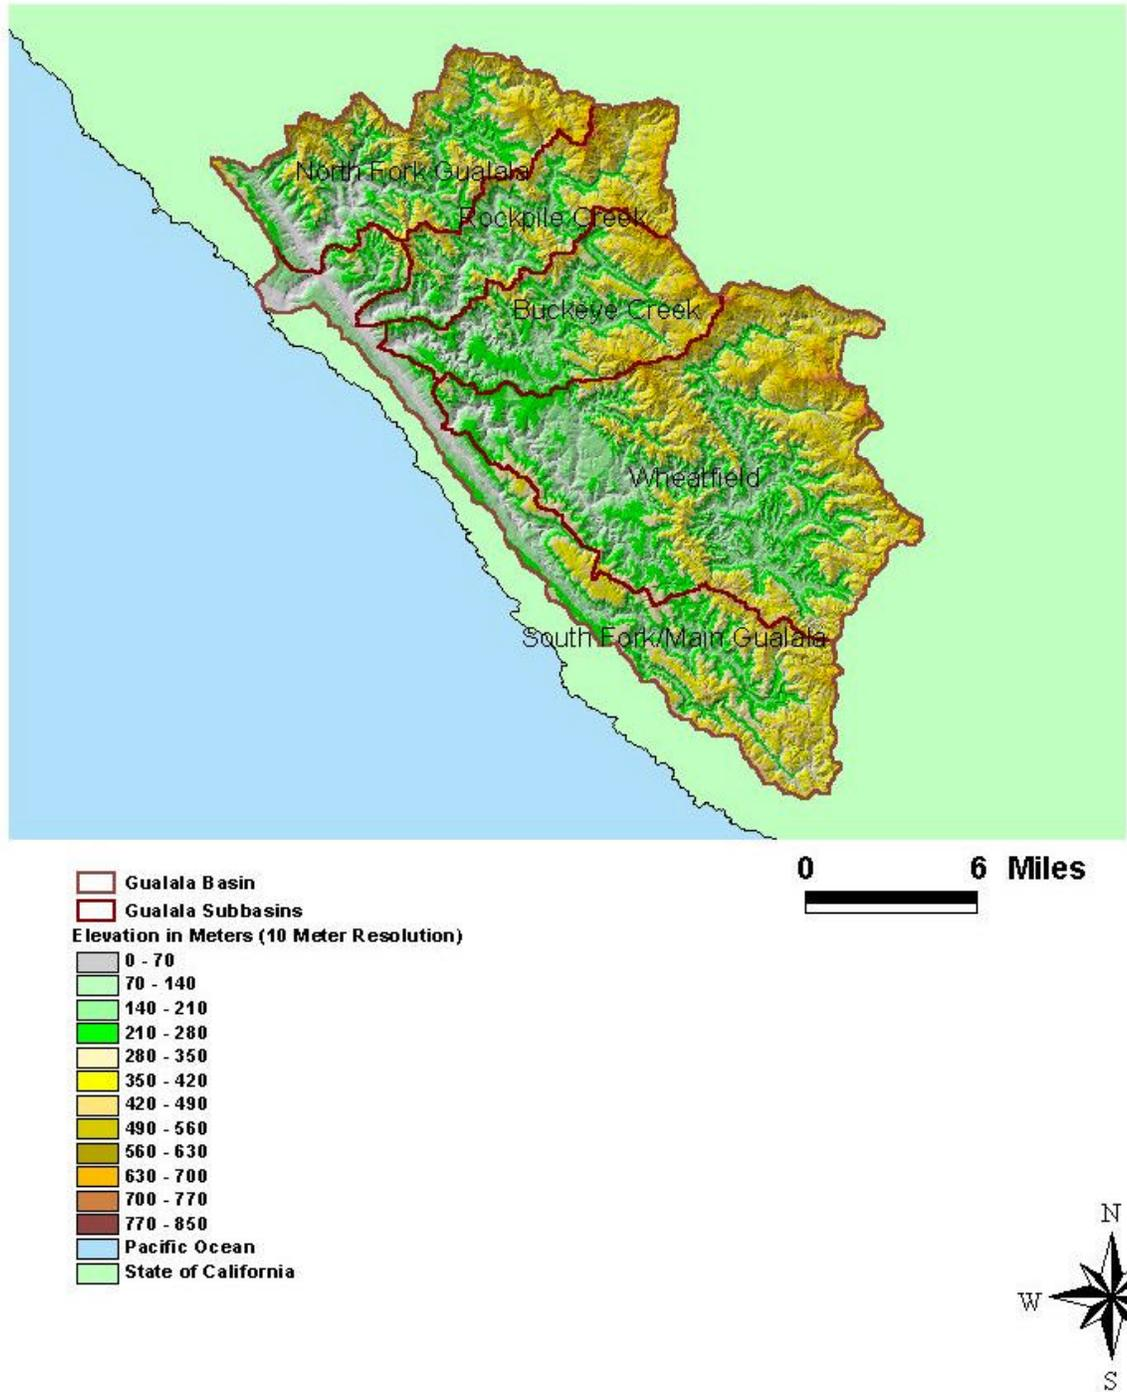 North Fork Gualala
Rockpile Creek
Buckeye Creek
Wheatfield
South Fork/Main Gualala
0 6 Miles
Gualala Basin
Gualala Subbasins
Elevation in Meters (10 Meter Resolution)
0 - 70
70 - 140
140 - 210
210 - 280
280 - 350
350 - 420
420 - 490
490 - 560
560 - 630
630 - 700
700 - 770
770 - 850
Pacific Ocean
State of California
N
W
S